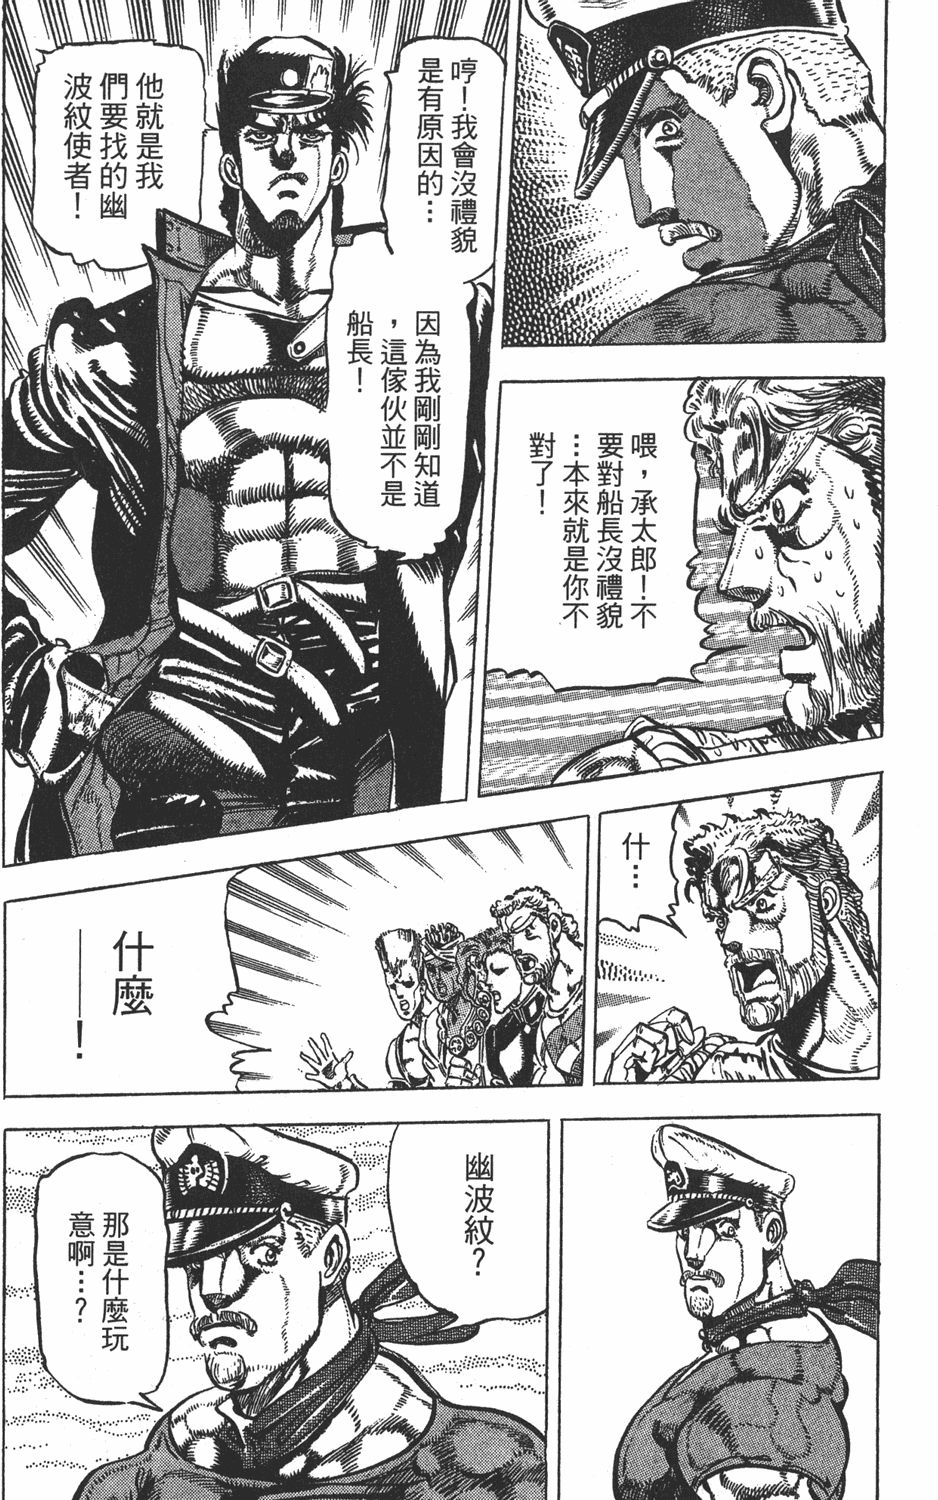 喂，承太郎！不
要對船長沒禮貌
…本來就是你不
對了！
哼！我會沒禮貌
是有原因的…
因為我剛剛知道
，這傢伙並不是
船長！
他就是我
們要找的幽
波紋使者！
什…
什麼
──！
幽波紋？
那是什麼玩
意啊…？